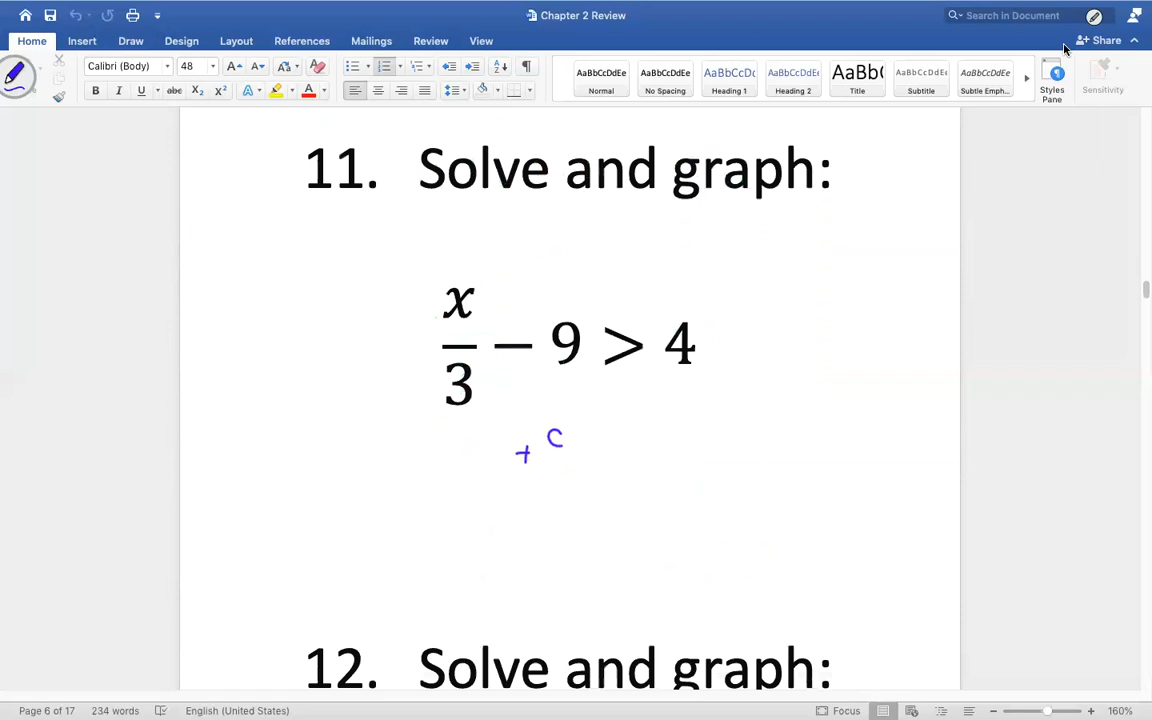 Chapter 2 Review
Search in Document
Home Insert Draw Design Layout References Mailings Review View
Share
Calibri (Body) 48
AaBbCcDdEe AaBbCcDdEe AaBbCcDc AaBbCcDdEe AaBb( AaBbCcDdEe AaBbCcDdEe
Normal No Spacing Heading 1 Heading 2 Title Subtitle Subtle Emph...
Styles Pane
Sensitivity
11. Solve and graph:
x/3 − 9 > 4
+
12. Solve and graph:
Page 6 of 17 234 words English (United States) Focus 160%